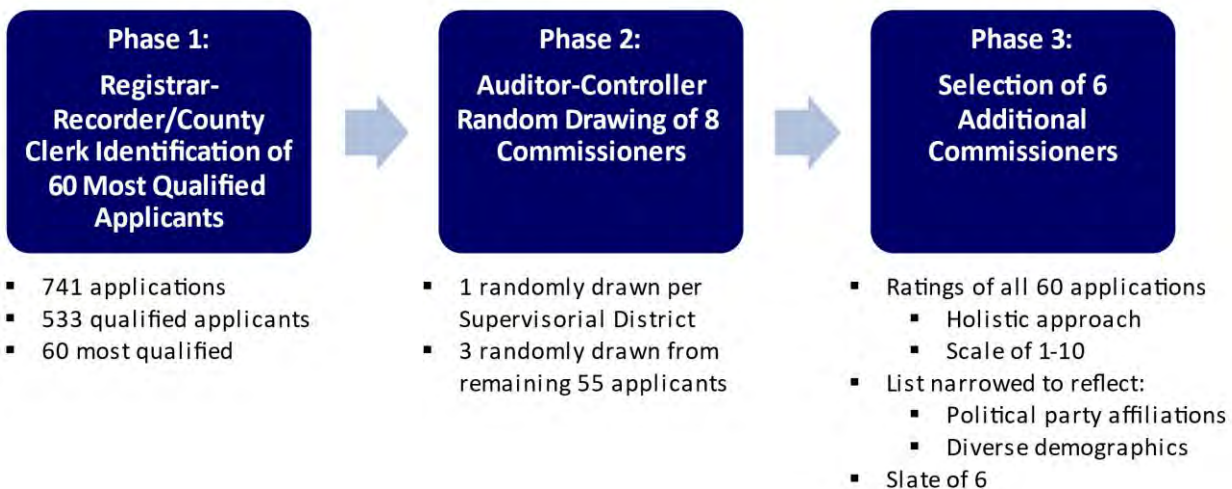 Phase 1:
Registrar-
Recorder/County
Clerk Identification of
60 Most Qualified
Applicants
▪ 741 applications
▪ 533 qualified applicants
▪ 60 most qualified
Phase 2:
Auditor-Controller
Random Drawing of 8
Commissioners
▪ 1 randomly drawn per
Supervisorial District
▪ 3 randomly drawn from
remaining 55 applicants
Phase 3:
Selection of 6
Additional
Commissioners
▪ Ratings of all 60 applications
▪ Holistic approach
▪ Scale of 1-10
▪ List narrowed to reflect:
▪ Political party affiliations
▪ Diverse demographics
▪ Slate of 6